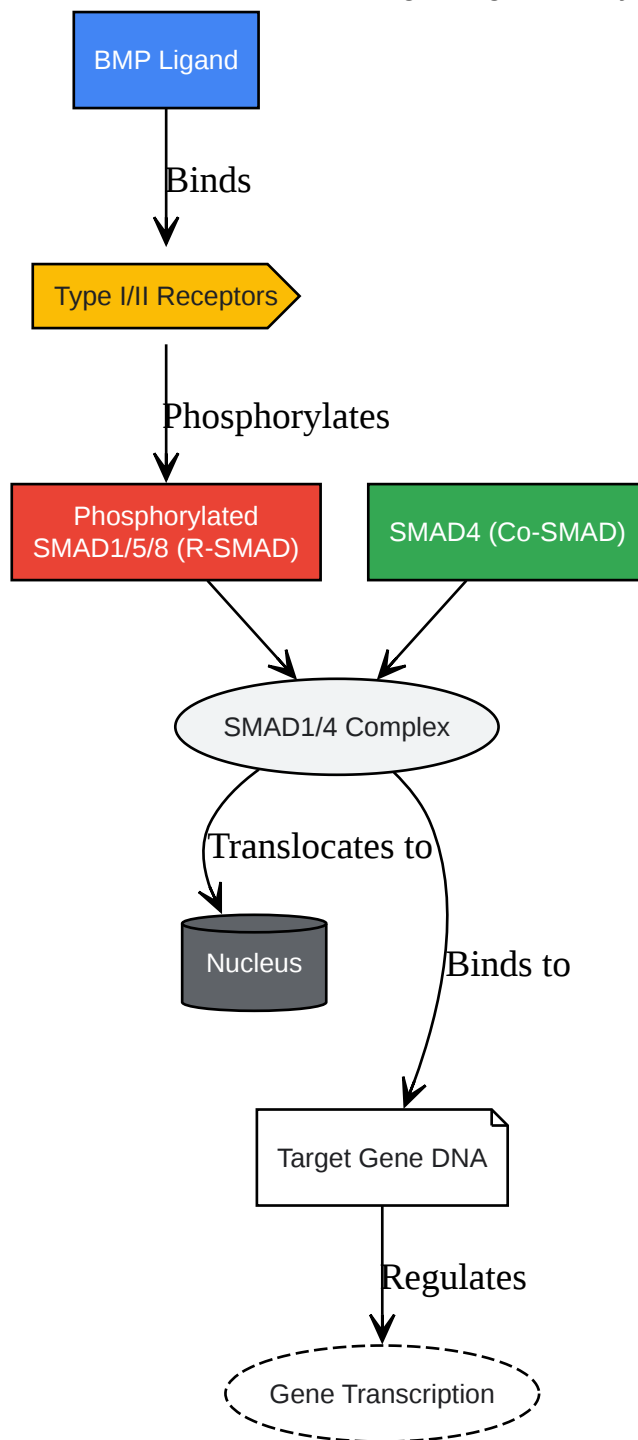 BMP Ligand
Binds
Type I/II Receptors
Phosphorylates
Phosphorylated
SMAD1/5/8 (R-SMAD)
SMAD4 (Co-SMAD)
SMAD1/4 Complex
Translocates to
Nucleus
Binds to
Target Gene DNA
Regulates
Gene Transcription